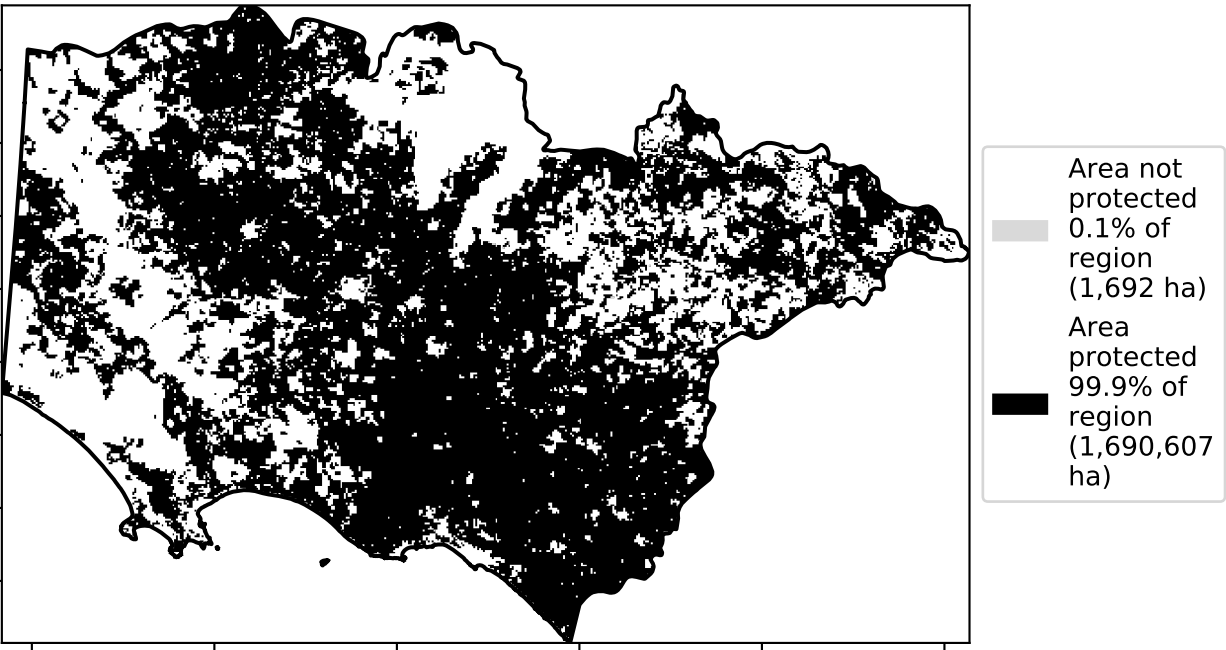 Area not
protected
0.1% of
region
(1,692 ha)
Area
protected
99.9% of
region
(1,690,607
ha)